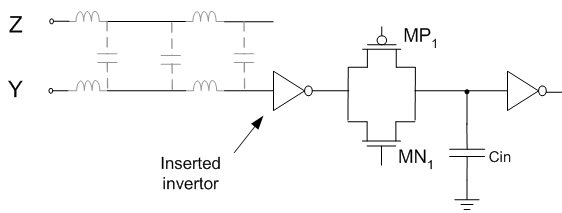 Z
MP1
Y
Inserted
invertor
MN1
Cin